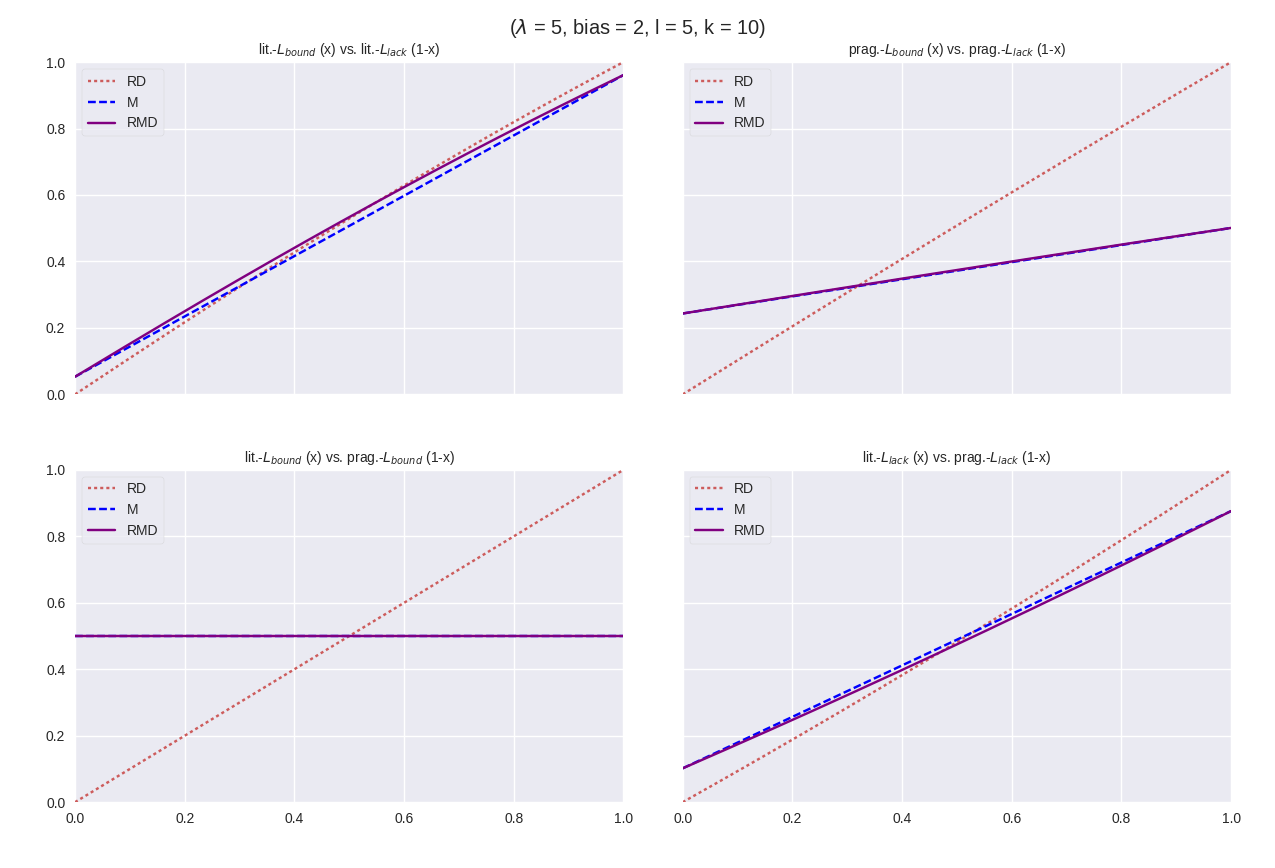 (λ = 5, bias = 2, l = 5, k = 10)
lit.-L_bound (x) vs. lit.-L_lack (1-x)
RD
M
RMD
1.0
0.8
0.6
0.4
0.2
0.0
prag.-L_bound (x) vs. prag.-L_lack (1-x)
RD
M
RMD
lit.-L_bound (x) vs. prag.-L_bound (1-x)
RD
M
RMD
1.0
0.8
0.6
0.4
0.2
0.0
0.0 0.2 0.4 0.6 0.8 1.0
lit.-L_lack (x) vs. prag.-L_lack (1-x)
RD
M
RMD
0.0 0.2 0.4 0.6 0.8 1.0